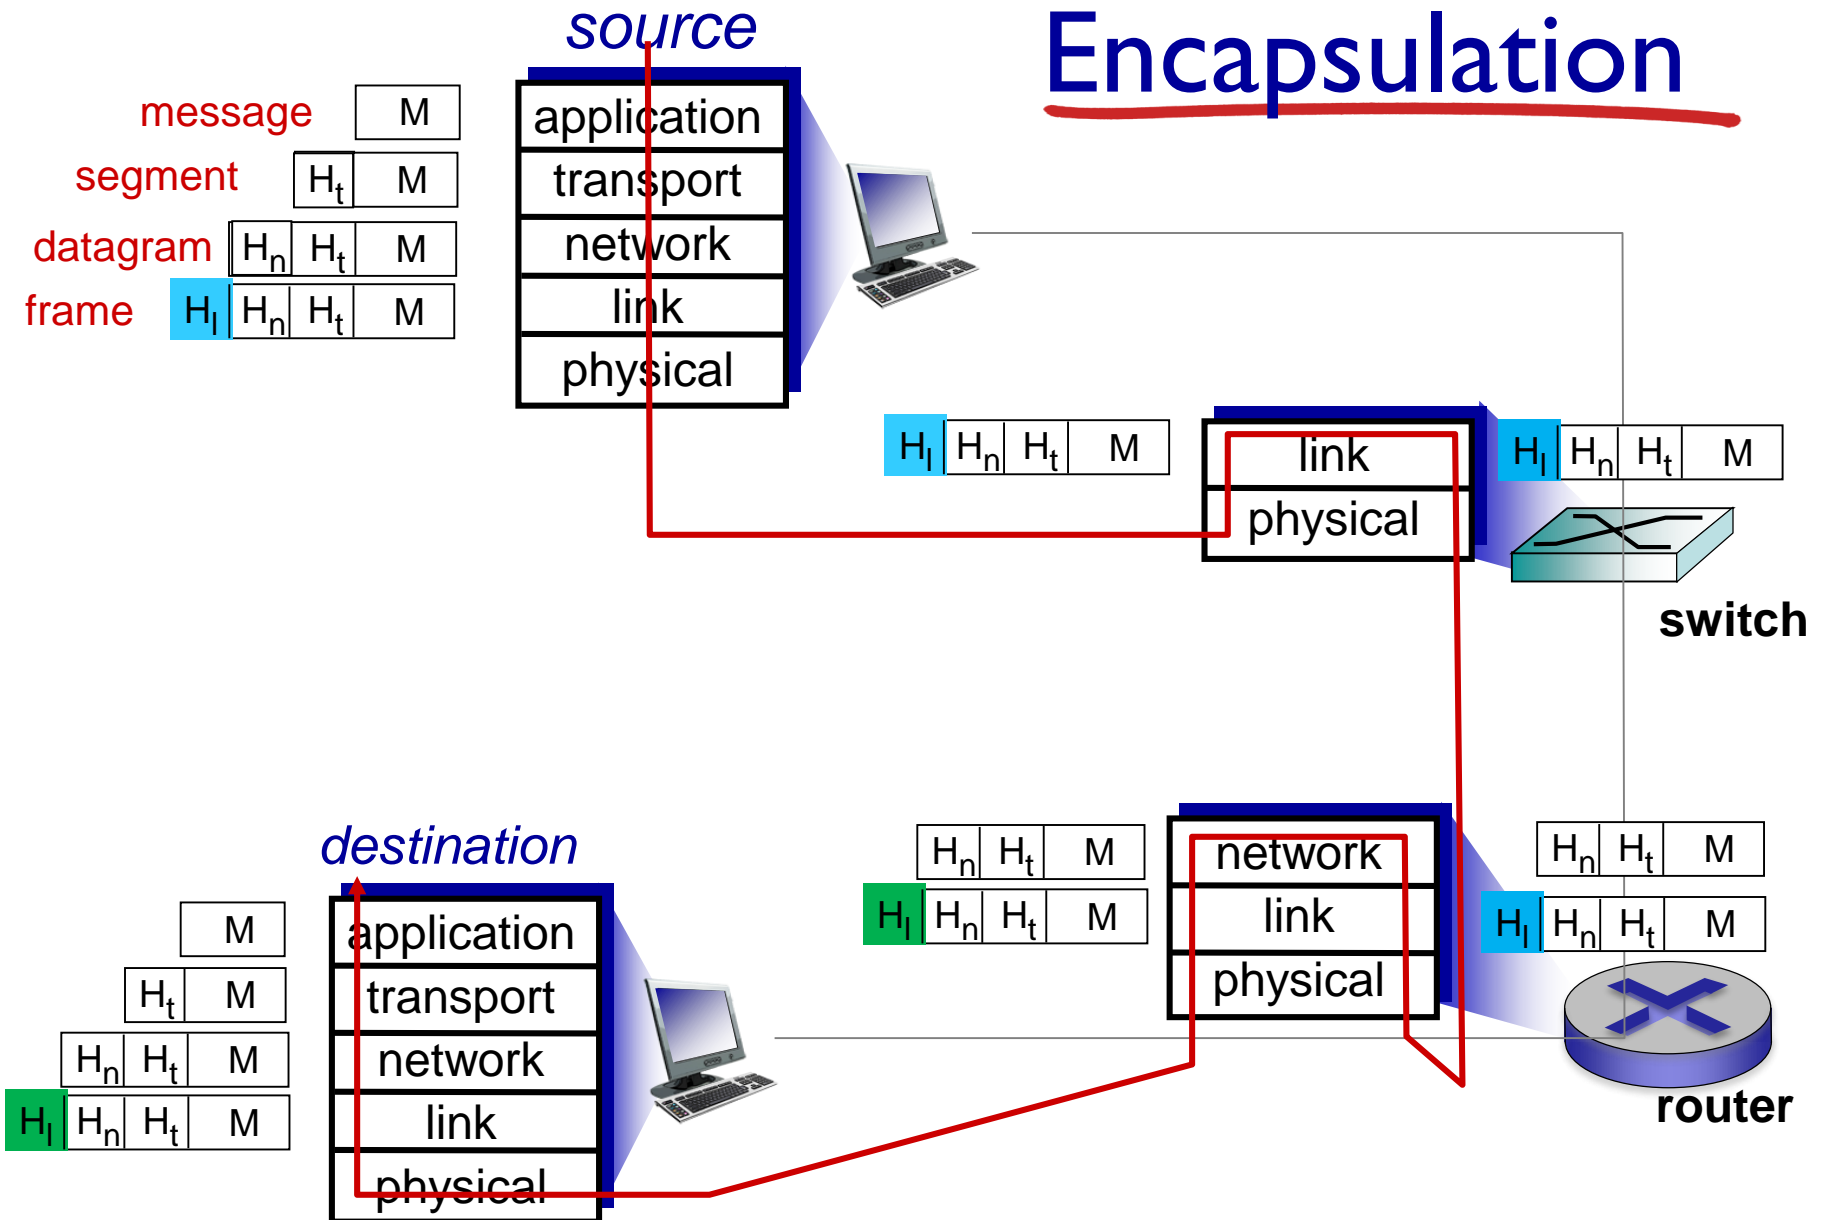 source
Encapsulation
message M
segment Ht M
datagram Hn Ht M
frame Hl Hn Ht M
application
transport
network
link
physical
Hl Hn Ht M
link
physical
Hl Hn Ht M
switch
destination
M
Ht M
Hn Ht M
Hl Hn Ht M
application
transport
network
link
physical
Hn Ht M
Hl Hn Ht M
network
link
physical
Hn Ht M
Hl Hn Ht M
router